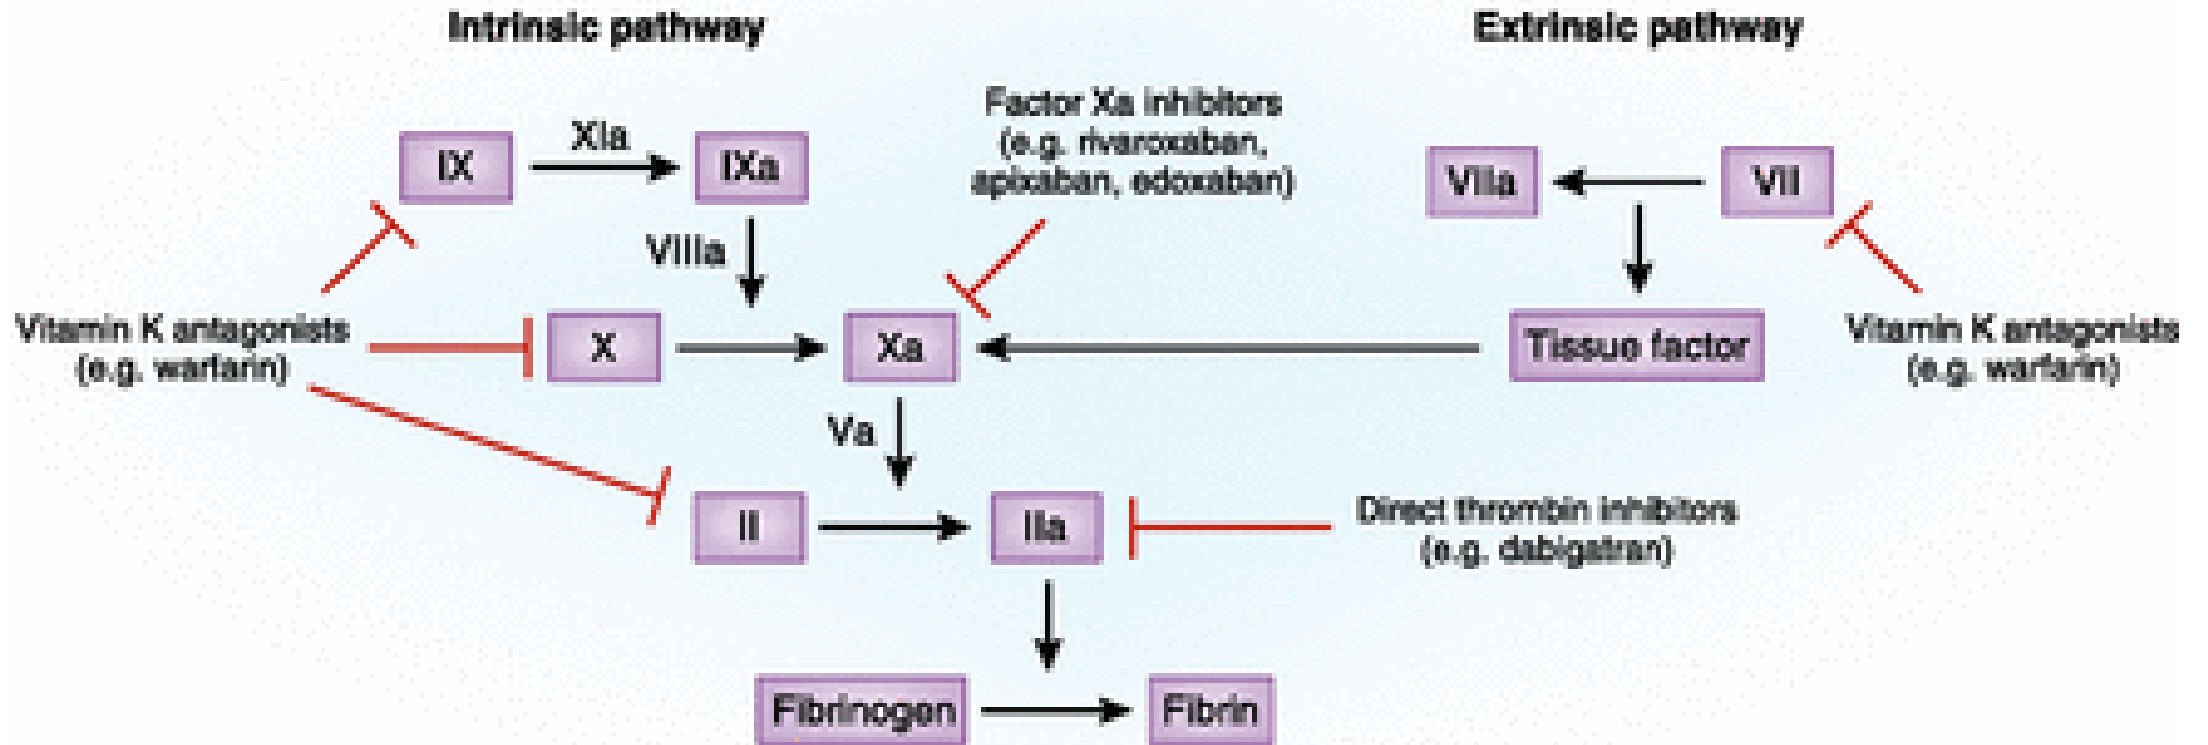 Intrinsic pathway
Extrinsic pathway
Factor Xa inhibitors
(e.g. rivaroxaban,
apixaban, edoxaban)
IX
XIa
IXa
VIIa
VII
VIIIa
Vitamin K antagonists
(e.g. warfarin)
X
Xa
Tissue factor
Vitamin K antagonists
(e.g. warfarin)
Va
II
IIa
Direct thrombin inhibitors
(e.g. dabigatran)
Fibrinogen
Fibrin